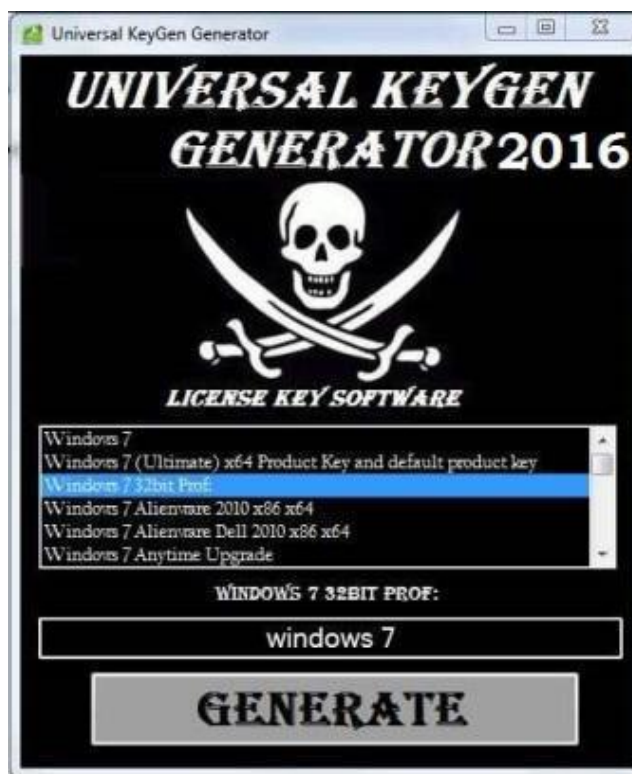 Universal KeyGen Generator
UNIVERSAL KEYGEN
GENERATOR 2016
LICENSE KEY SOFTWARE
Windows 7
Windows 7 (Ultimate) x64 Product Key and default product key
Windows 7 32bit Prof:
Windows 7 Alienware 2010 x86 x64
Windows 7 Alienware Dell 2010 x86 x64
Windows 7 Anytime Upgrade
WINDOWS 7 32BIT PROF:
windows 7
GENERATE